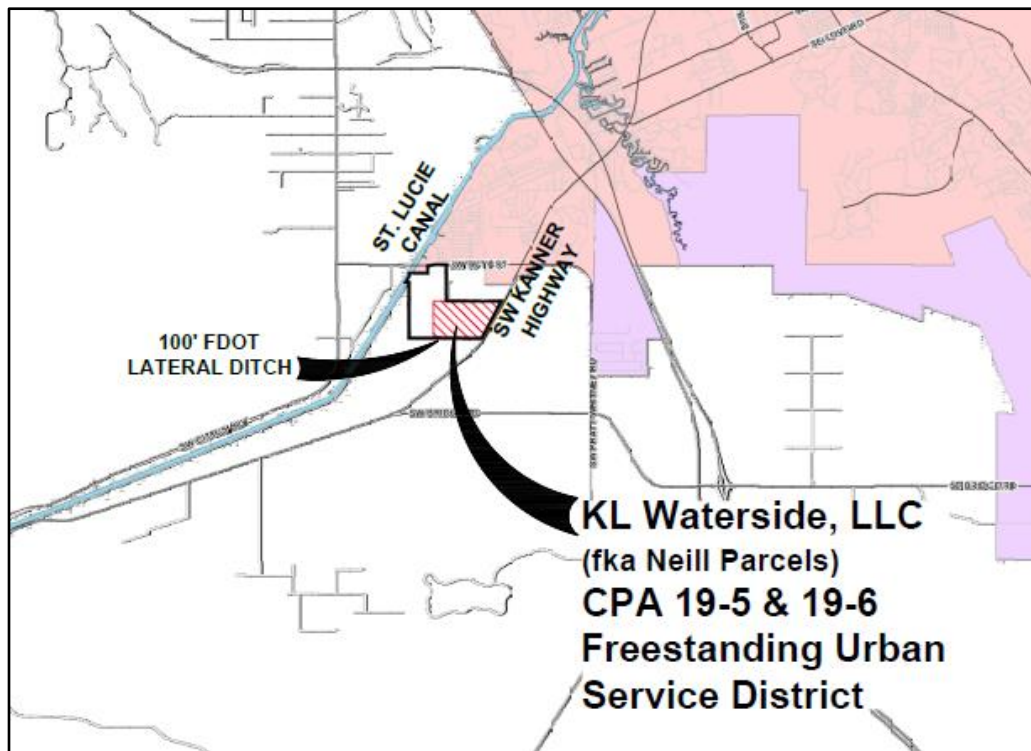 ST. LUCIE
CANAL
SW KANNER
HIGHWAY
100' FDOT
LATERAL DITCH
KL Waterside, LLC
(fka Neill Parcels)
CPA 19-5 & 19-6
Freestanding Urban
Service District